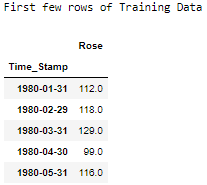 First few rows of Training Data
Rose
Time_Stamp
1980-01-31 112.0
1980-02-29 118.0
1980-03-31 129.0
1980-04-30 99.0
1980-05-31 116.0